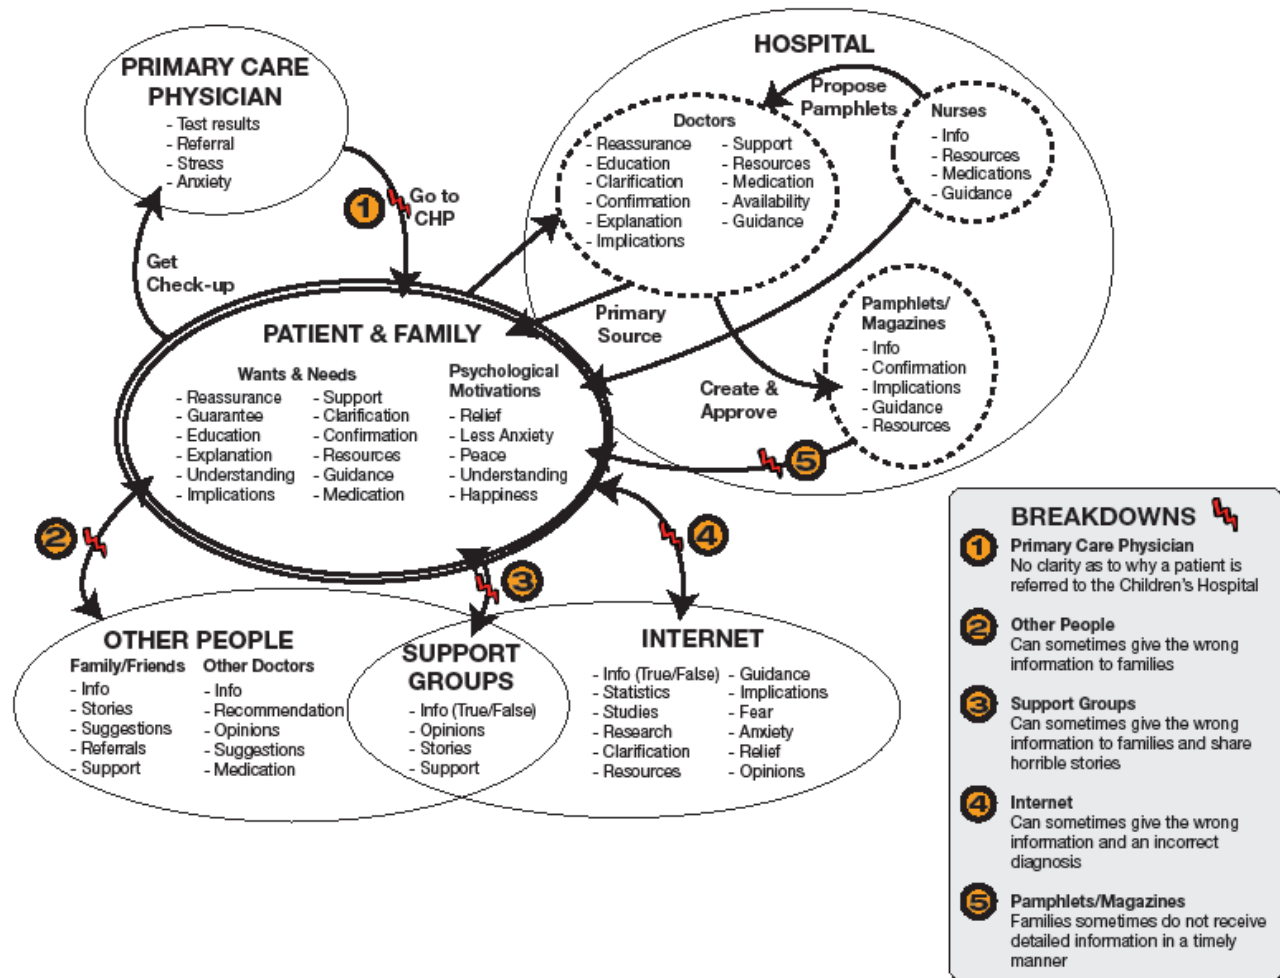 PRIMARY CARE
PHYSICIAN
- Test results
- Referral
- Stress
- Anxiety
1
Go to
CHP
Get
Check-up
HOSPITAL
Propose
Pamphlets
Doctors
- Reassurance
- Education
- Clarification
- Confirmation
- Explanation
- Implications
- Support
- Resources
- Medication
- Availability
- Guidance
Nurses
- Info
- Resources
- Medications
- Guidance
Primary
Source
Pamphlets/
Magazines
- Info
- Confirmation
- Implications
- Guidance
- Resources
Create &
Approve
5
PATIENT & FAMILY
Wants & Needs
- Reassurance
- Guarantee
- Education
- Explanation
- Understanding
- Implications
- Support
- Clarification
- Confirmation
- Resources
- Guidance
- Medication
Psychological
Motivations
- Relief
- Less Anxiety
- Peace
- Understanding
- Happiness
2
3
4
OTHER PEOPLE
Family/Friends
- Info
- Stories
- Suggestions
- Referrals
- Support
Other Doctors
- Info
- Recommendation
- Opinions
- Suggestions
- Medication
SUPPORT
GROUPS
- Info (True/False)
- Opinions
- Stories
- Support
INTERNET
- Info (True/False)
- Statistics
- Studies
- Research
- Clarification
- Resources
- Guidance
- Implications
- Fear
- Anxiety
- Relief
- Opinions
BREAKDOWNS
1
Primary Care Physician
No clarity as to why a patient is
referred to the Children's Hospital
2
Other People
Can sometimes give the wrong
information to families
3
Support Groups
Can sometimes give the wrong
information to families and share
horrible stories
4
Internet
Can sometimes give the wrong
information and an incorrect
diagnosis
5
Pamphlets/Magazines
Families sometimes do not receive
detailed information in a timely
manner